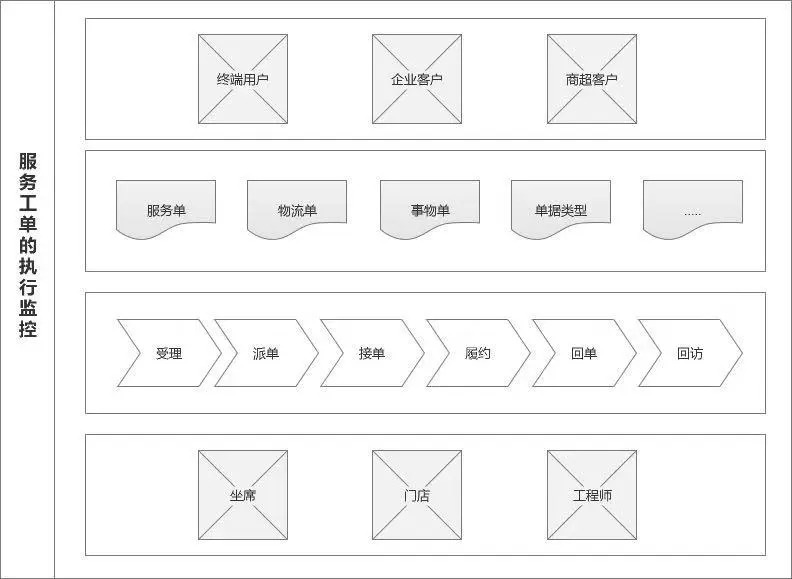 服务工单的执行监控
终端用户
企业客户
商超客户
服务单
物流单
事物单
单据类型
.....
受理
派单
接单
履约
回单
回访
坐席
门店
工程师